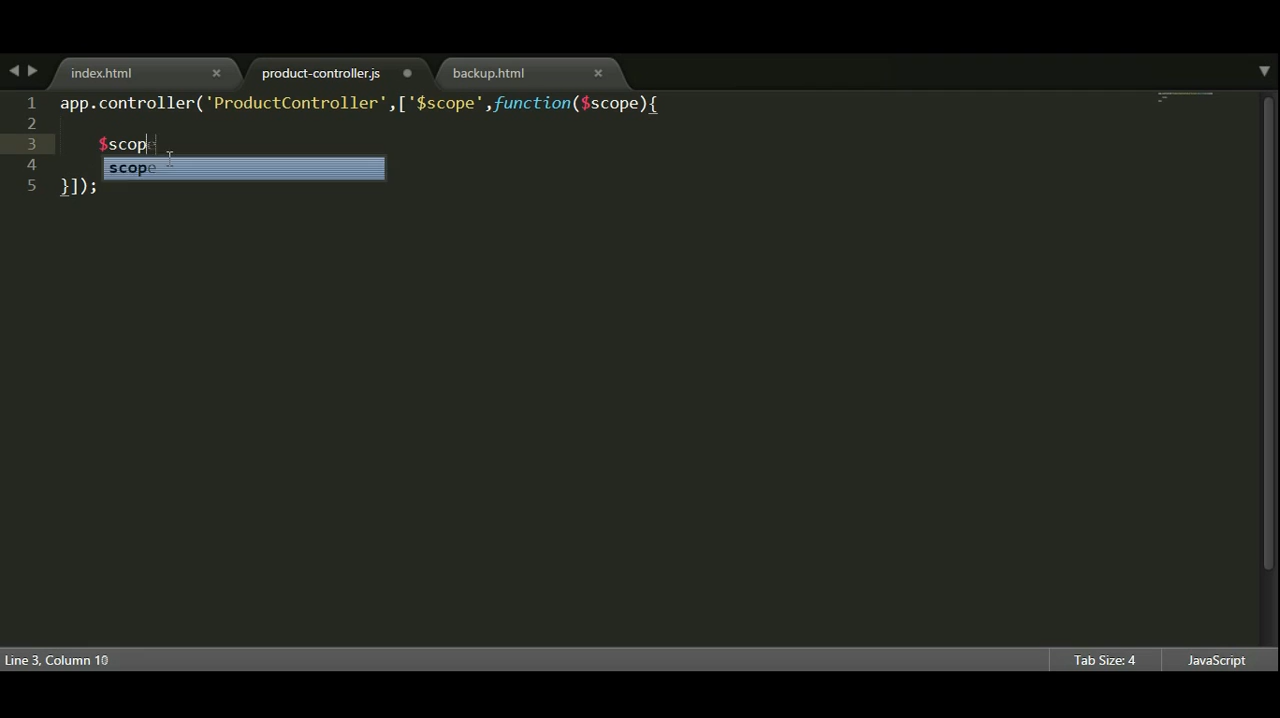 index.html × product-controller.js backup.html ×
1 app.controller('ProductController',['$scope',function($scope){
2
3 $scope
scope
4
5 }]);
Line 3, Column 10 Tab Size: 4 JavaScript